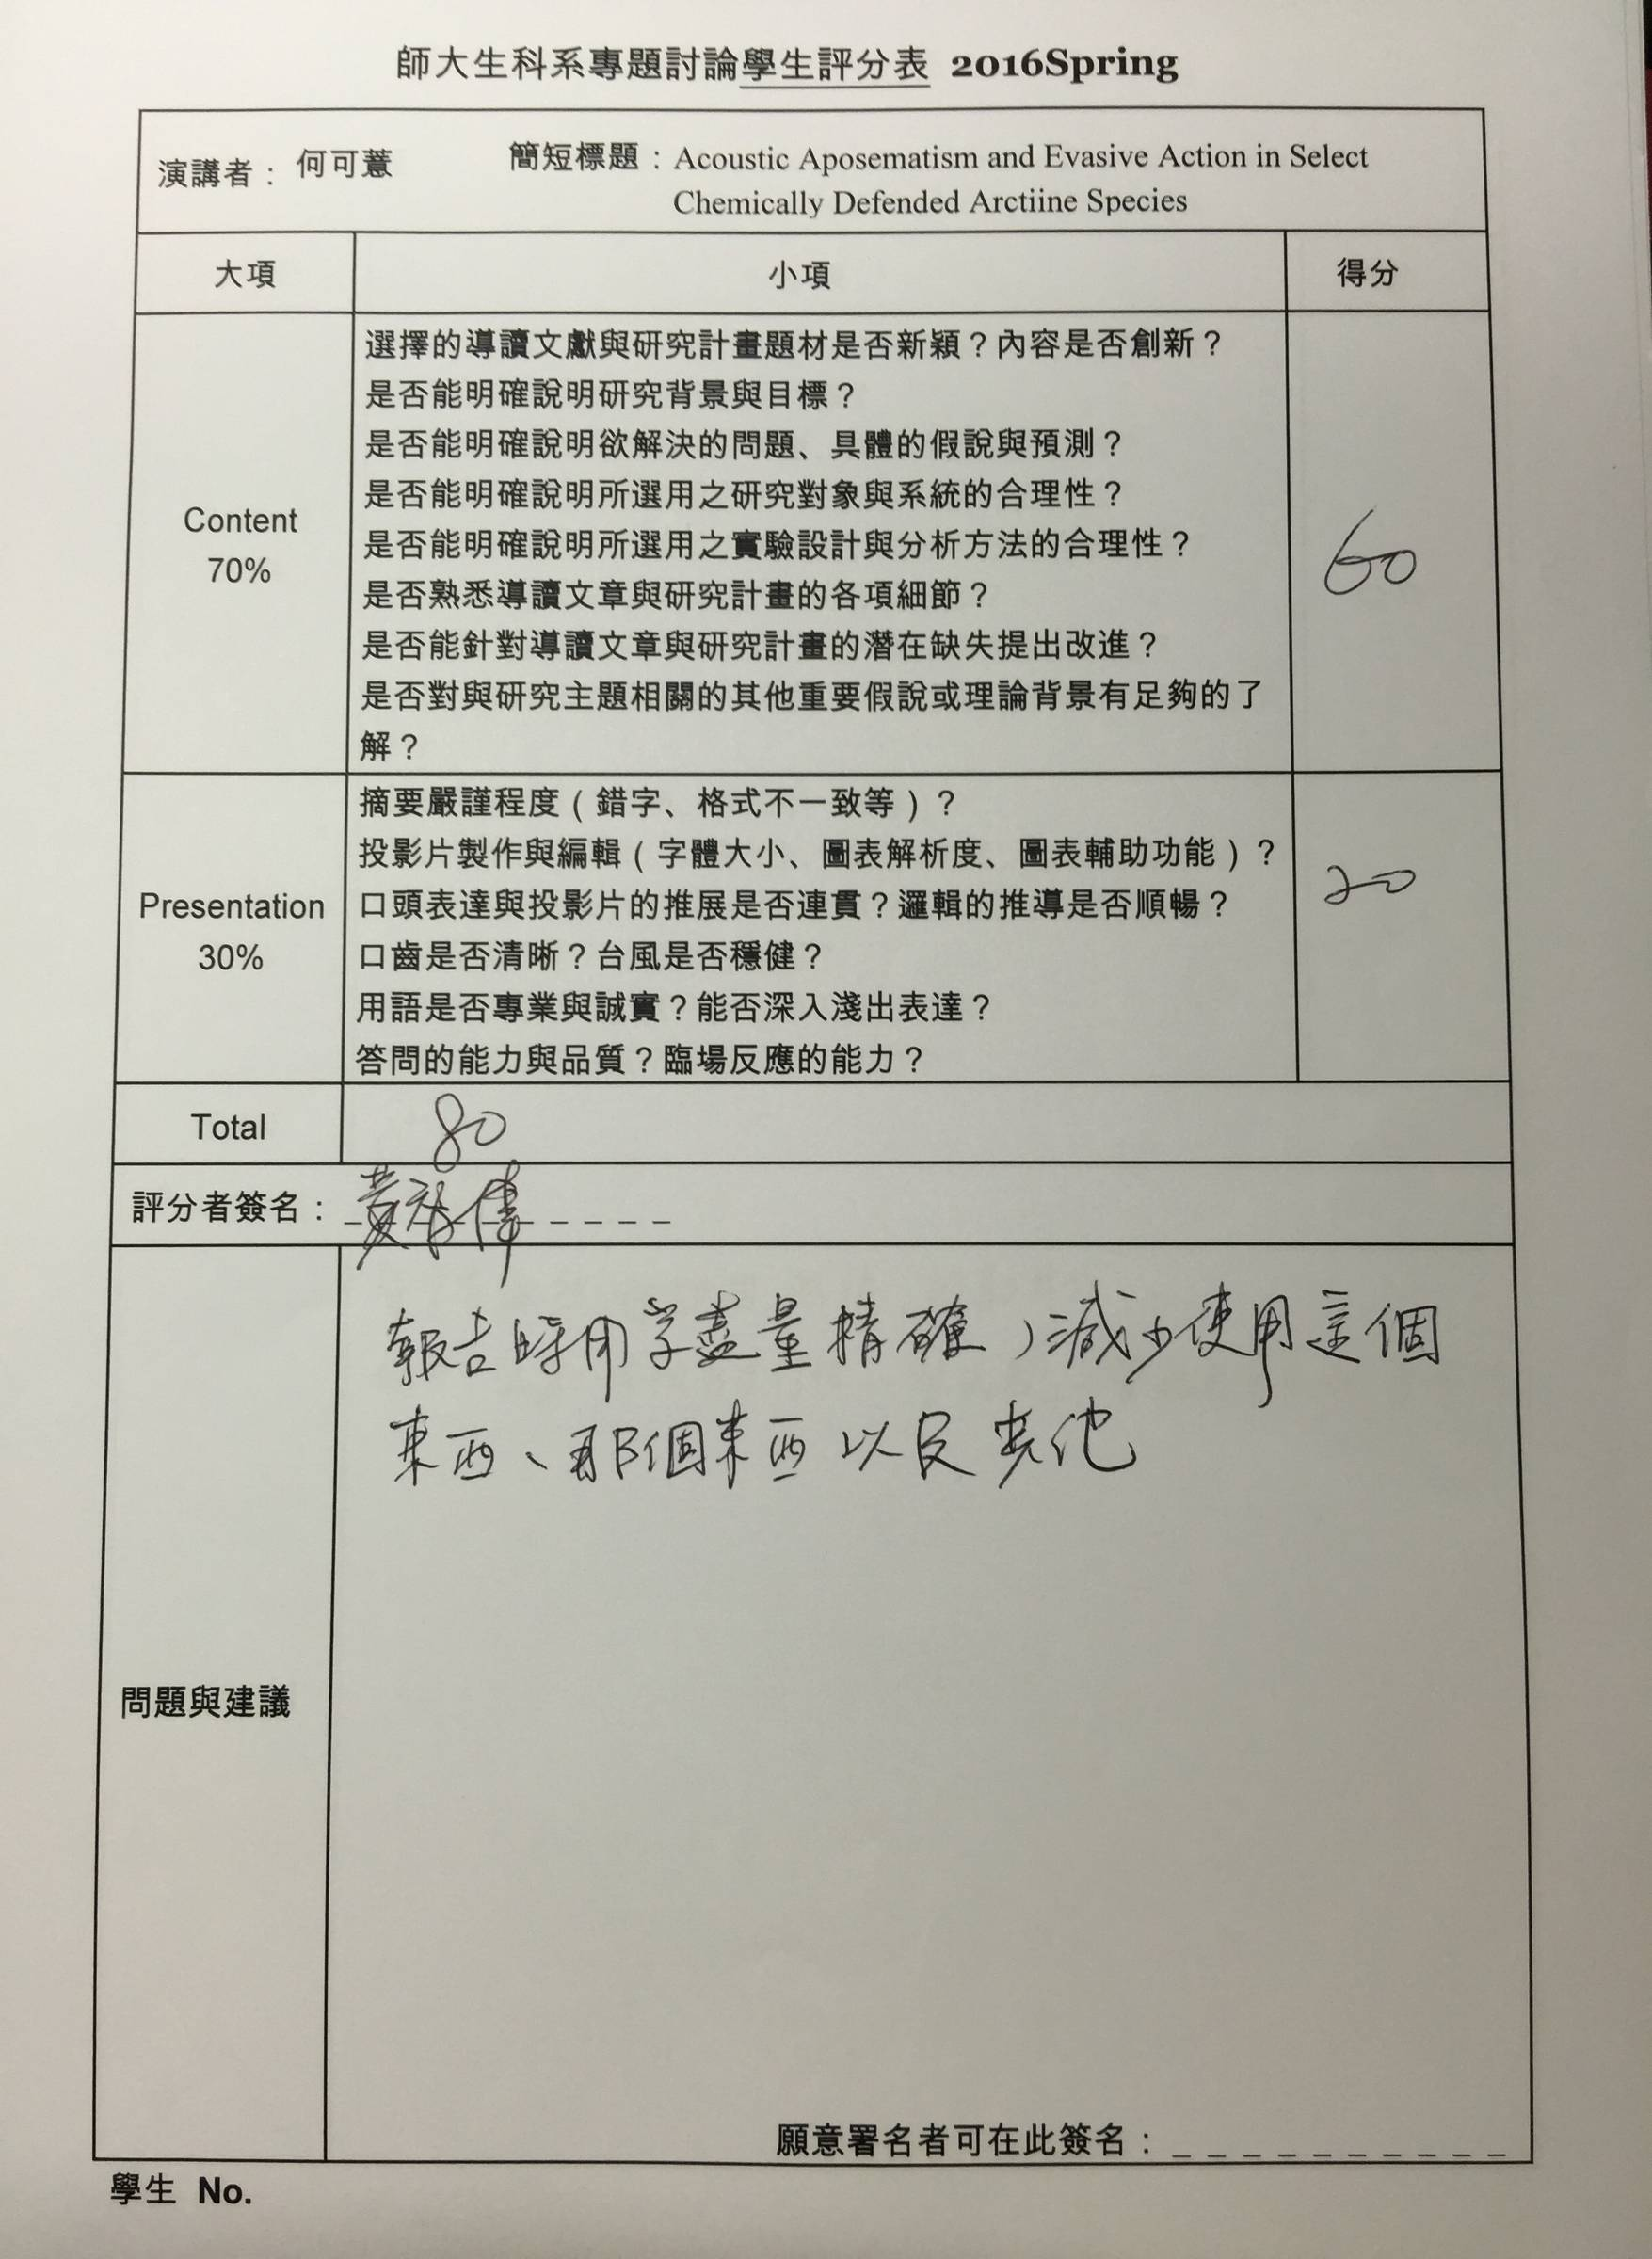 師大生科系專題討論學生評分表 2016Spring
演講者： 何可薏 簡短標題：Acoustic Aposematism and Evasive Action in Select
Chemically Defended Arctiine Species
大項 小項 得分
選擇的導讀文獻與研究計畫題材是否新穎？內容是否創新？
是否能明確說明研究背景與目標？
是否能明確說明欲解決的問題、具體的假說與預測？
是否能明確說明所選用之研究對象與系統的合理性？
Content
是否能明確說明所選用之實驗設計與分析方法的合理性？
70%
60
是否熟悉導讀文章與研究計畫的各項細節？
是否能針對導讀文章與研究計畫的潛在缺失提出改進？
是否對與研究主題相關的其他重要假說或理論背景有足夠的了
解？
摘要嚴謹程度（錯字、格式不一致等）？
投影片製作與編輯（字體大小、圖表解析度、圖表輔助功能）？
20
Presentation
口頭表達與投影片的推展是否連貫？邏輯的推導是否順暢？
30%
口齒是否清晰？台風是否穩健？
用語是否專業與誠實？能否深入淺出表達？
答問的能力與品質？臨場反應的能力？
Total 80
評分者簽名： 黃 偉
報告時用字盡量精確，減少使用這個
東西、那個東西以及其他
問題與建議
願意署名者可在此簽名：
學生 No.